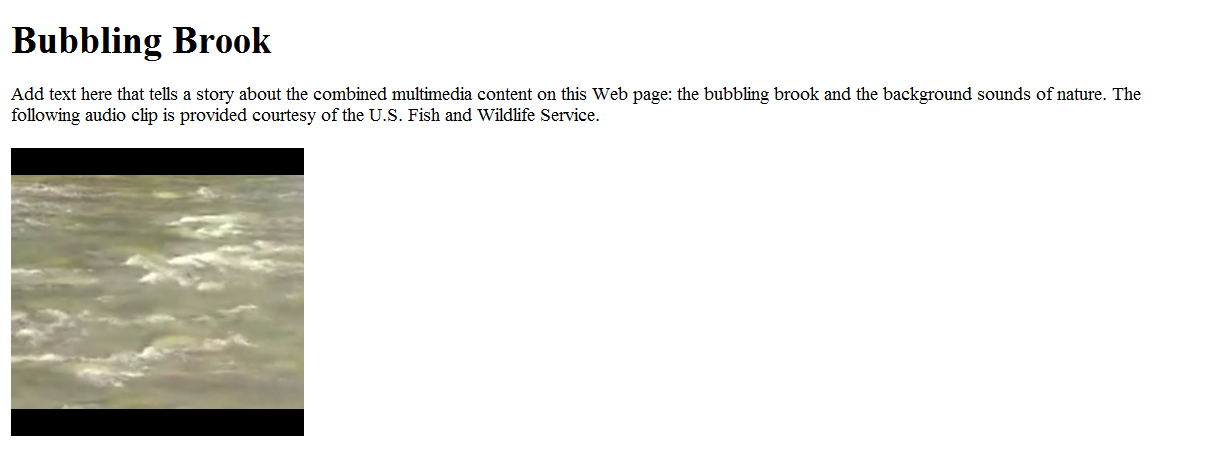 Bubbling Brook
Add text here that tells a story about the combined multimedia content on this Web page: the bubbling brook and the background sounds of nature. The
following audio clip is provided courtesy of the U.S. Fish and Wildlife Service.